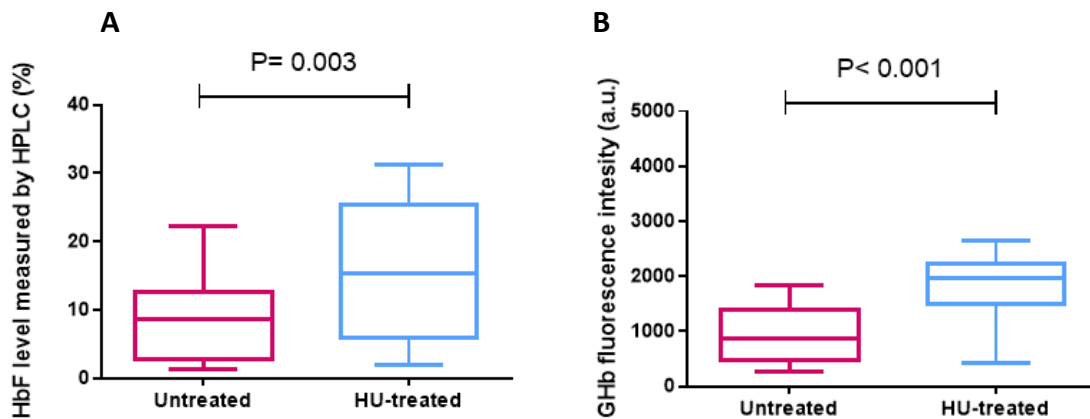 A
P= 0.003
HbF level measured by HPLC (%)
40
30
20
10
0
Untreated HU-treated
B
P< 0.001
GHb fluorescence intesity (a.u.)
5000
4000
3000
2000
1000
0
Untreated HU-treated